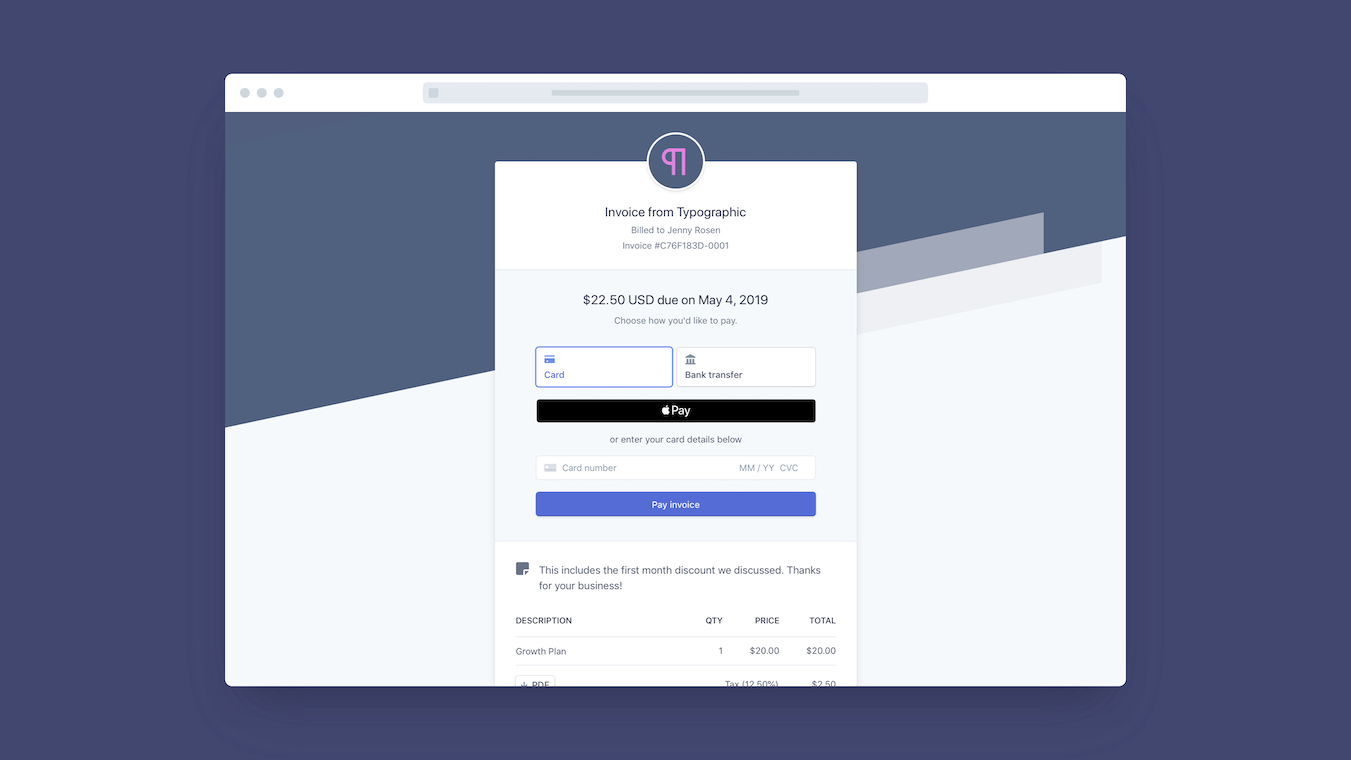 ¶
Invoice from Typographic
Billed to Jenny Rosen
Invoice #C76F183D-0001
$22.50 USD due on May 4, 2019
Choose how you'd like to pay.
Card Bank transfer
Pay
or enter your card details below
Card number MM / YY CVC
Pay invoice
This includes the first month discount we discussed. Thanks
for your business!
DESCRIPTION QTY PRICE TOTAL
Growth Plan 1 $20.00 $20.00
PDF Tax (12.50%) $2.50